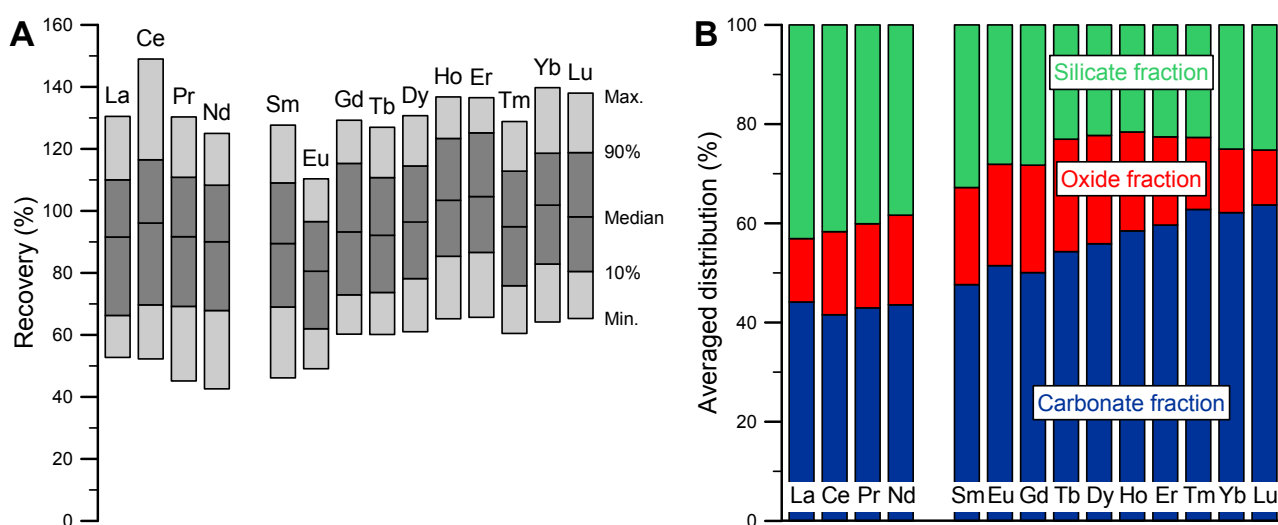 A
Recovery (%)
160
140
120
100
80
60
40
20
0
La
Ce
Pr
Nd
Sm
Eu
Gd
Tb
Dy
Ho
Er
Tm
Yb
Lu
Max.
90%
Median
10%
Min.
B
Averaged distribution (%)
100
80
60
40
20
0
Silicate fraction
Oxide fraction
Carbonate fraction
La Ce Pr Nd Sm Eu Gd Tb Dy Ho Er Tm Yb Lu